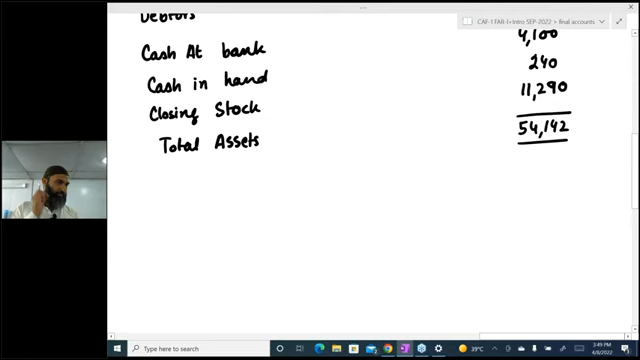 CAF-1 FAR-I+Intro SEP-2022 > final accounts
Debtors
4,100
Cash At bank
240
Cash in hand
11,290
Closing Stock
54,142
Total Assets
Type here to search
39°C
3:49 PM
4/8/2022